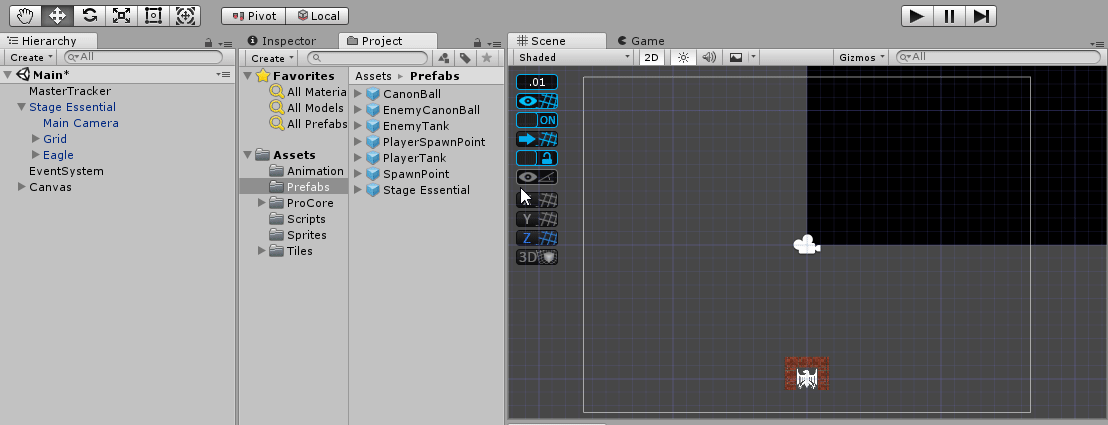 Pivot Local
Hierarchy
Create All
Main*
MasterTracker
Stage Essential
Main Camera
Grid
Eagle
EventSystem
Canvas
Inspector Project
Create
Favorites
All Materia
All Models
All Prefabs
Assets
Animation
Prefabs
ProCore
Scripts
Sprites
Tiles
Assets ▸ Prefabs
CanonBall
EnemyCanonBall
EnemyTank
PlayerSpawnPoint
PlayerTank
SpawnPoint
Stage Essential
Scene Game
Shaded 2D Gizmos All
.01
ON
Y
Z
3D